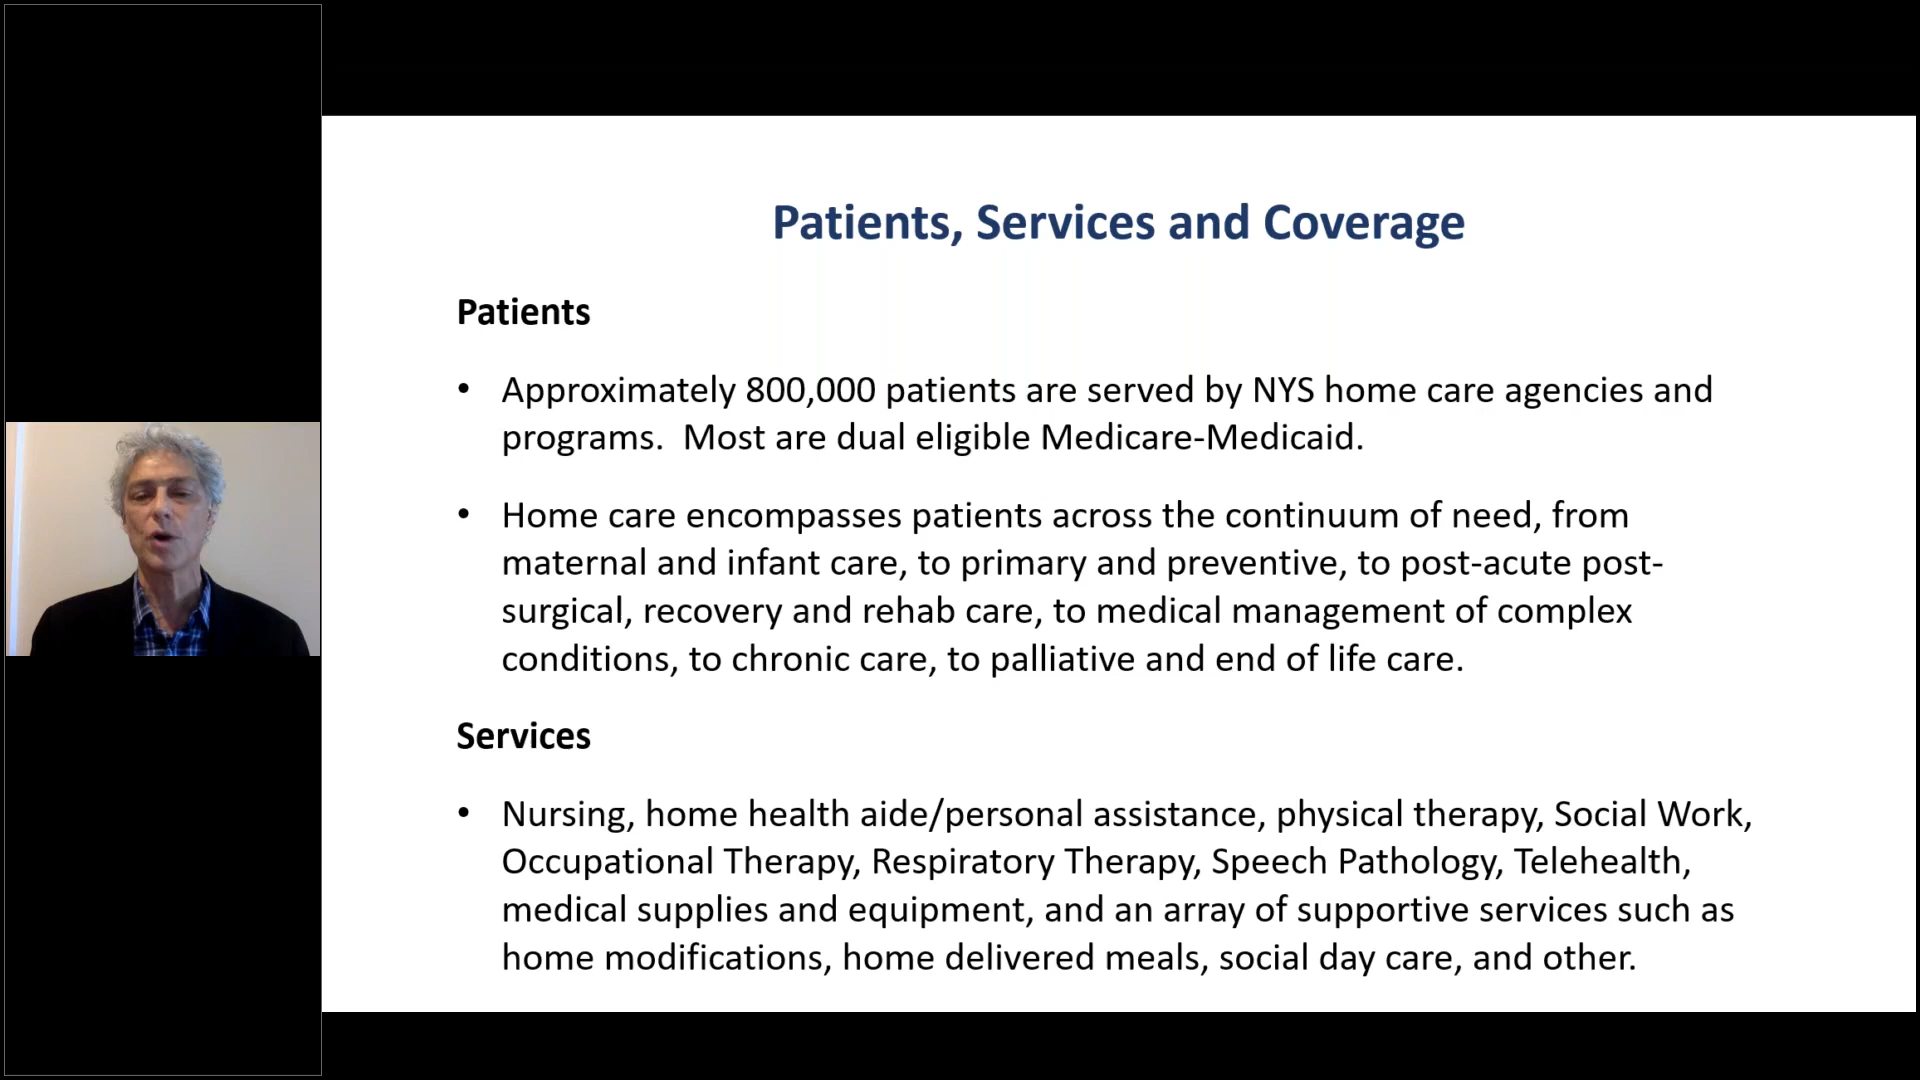 Patients, Services and Coverage
Patients
• Approximately 800,000 patients are served by NYS home care agencies and
programs.  Most are dual eligible Medicare-Medicaid.
• Home care encompasses patients across the continuum of need, from
maternal and infant care, to primary and preventive, to post-acute post-
surgical, recovery and rehab care, to medical management of complex
conditions, to chronic care, to palliative and end of life care.
Services
• Nursing, home health aide/personal assistance, physical therapy, Social Work,
Occupational Therapy, Respiratory Therapy, Speech Pathology, Telehealth,
medical supplies and equipment, and an array of supportive services such as
home modifications, home delivered meals, social day care, and other.